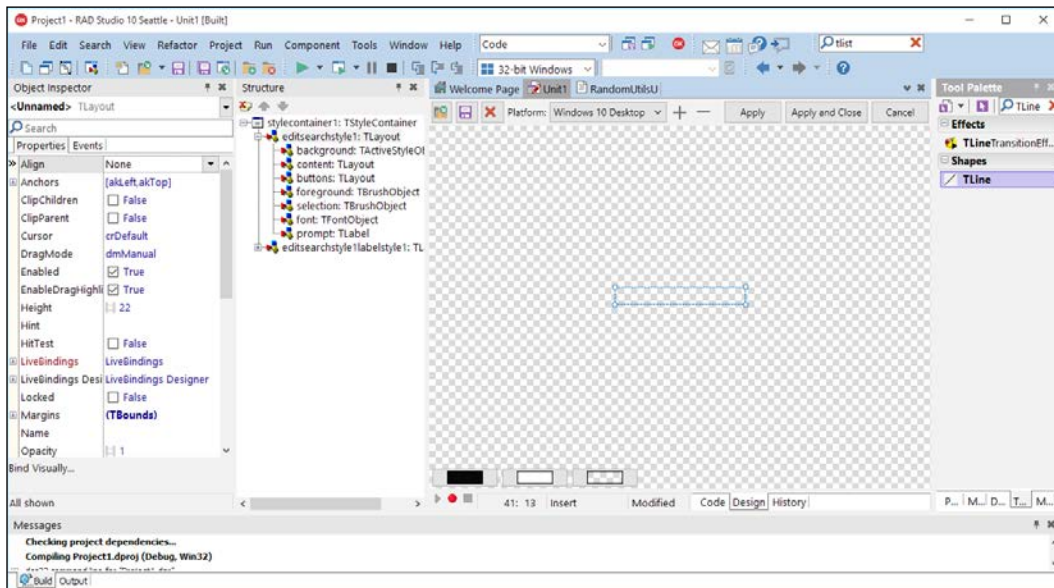 Project1 - RAD Studio 10 Seattle - Unit1 [Built]
File Edit Search View Refactor Project Run Component Tools Window Help Code tlist
32-bit Windows
Object Inspector
<Unnamed> TLayout
Search
Properties Events
Align None
Anchors [akLeft,akTop]
ClipChildren False
ClipParent False
Cursor crDefault
DragMode dmManual
Enabled True
EnableDragHighli True
Height 22
Hint
HitTest False
LiveBindings LiveBindings
LiveBindings Desi LiveBindings Designer
Locked False
Margins (TBounds)
Name
Opacity 1
Bind Visually...
All shown
Structure
stylecontainer1: TStyleContainer
editsearchstyle1: TLayout
background: TActiveStyleOl
content: TLayout
buttons: TLayout
foreground: TBrushObject
selection: TBrushObject
font: TFontObject
prompt: TLabel
editsearchstyle1labelstyle1: TL
Welcome Page Unit1 RandomUtilsU
Platform: Windows 10 Desktop Apply Apply and Close Cancel
41: 13 Insert Modified Code Design History
Tool Palette
TLine
Effects
TLineTransitionEff...
Shapes
TLine
P... M... D... T... M...
Messages
Checking project dependencies...
Compiling Project1.dproj (Debug, Win32)
Build Output